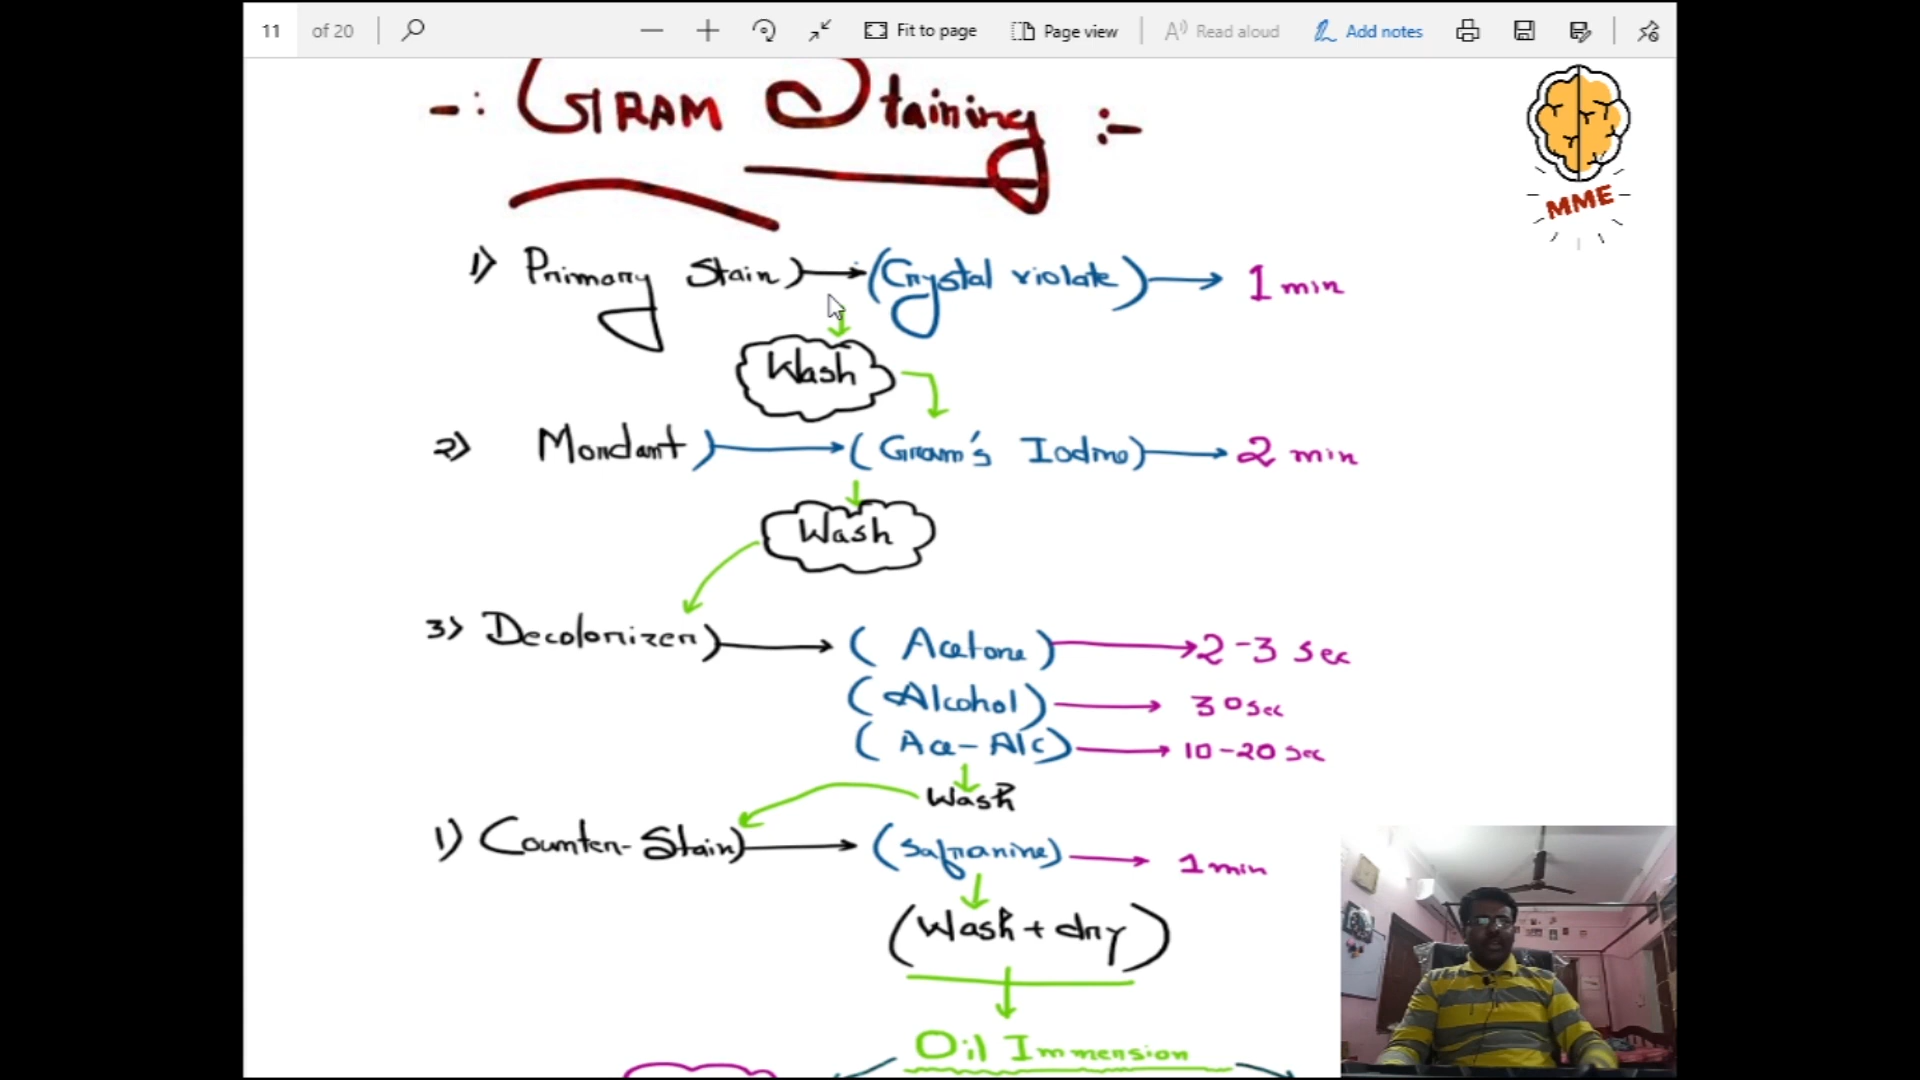 11 of 20 Fit to page Page view Read aloud Add notes
-: GRAM Staining :-
MME
1) Primary Stain) (Crystal violate) 1 min
Wash
2) Mordant) (Gram's Iodine) 2 min
Wash
3) Decolorizer) (Acetone) 2-3 Sec
(Alcohol) 30 sec
(Ace-Alc) 10-20 Sec
Wash
1) Counter-Stain) (Safranine) 1 min
(Wash + dry)
Oil Immersion